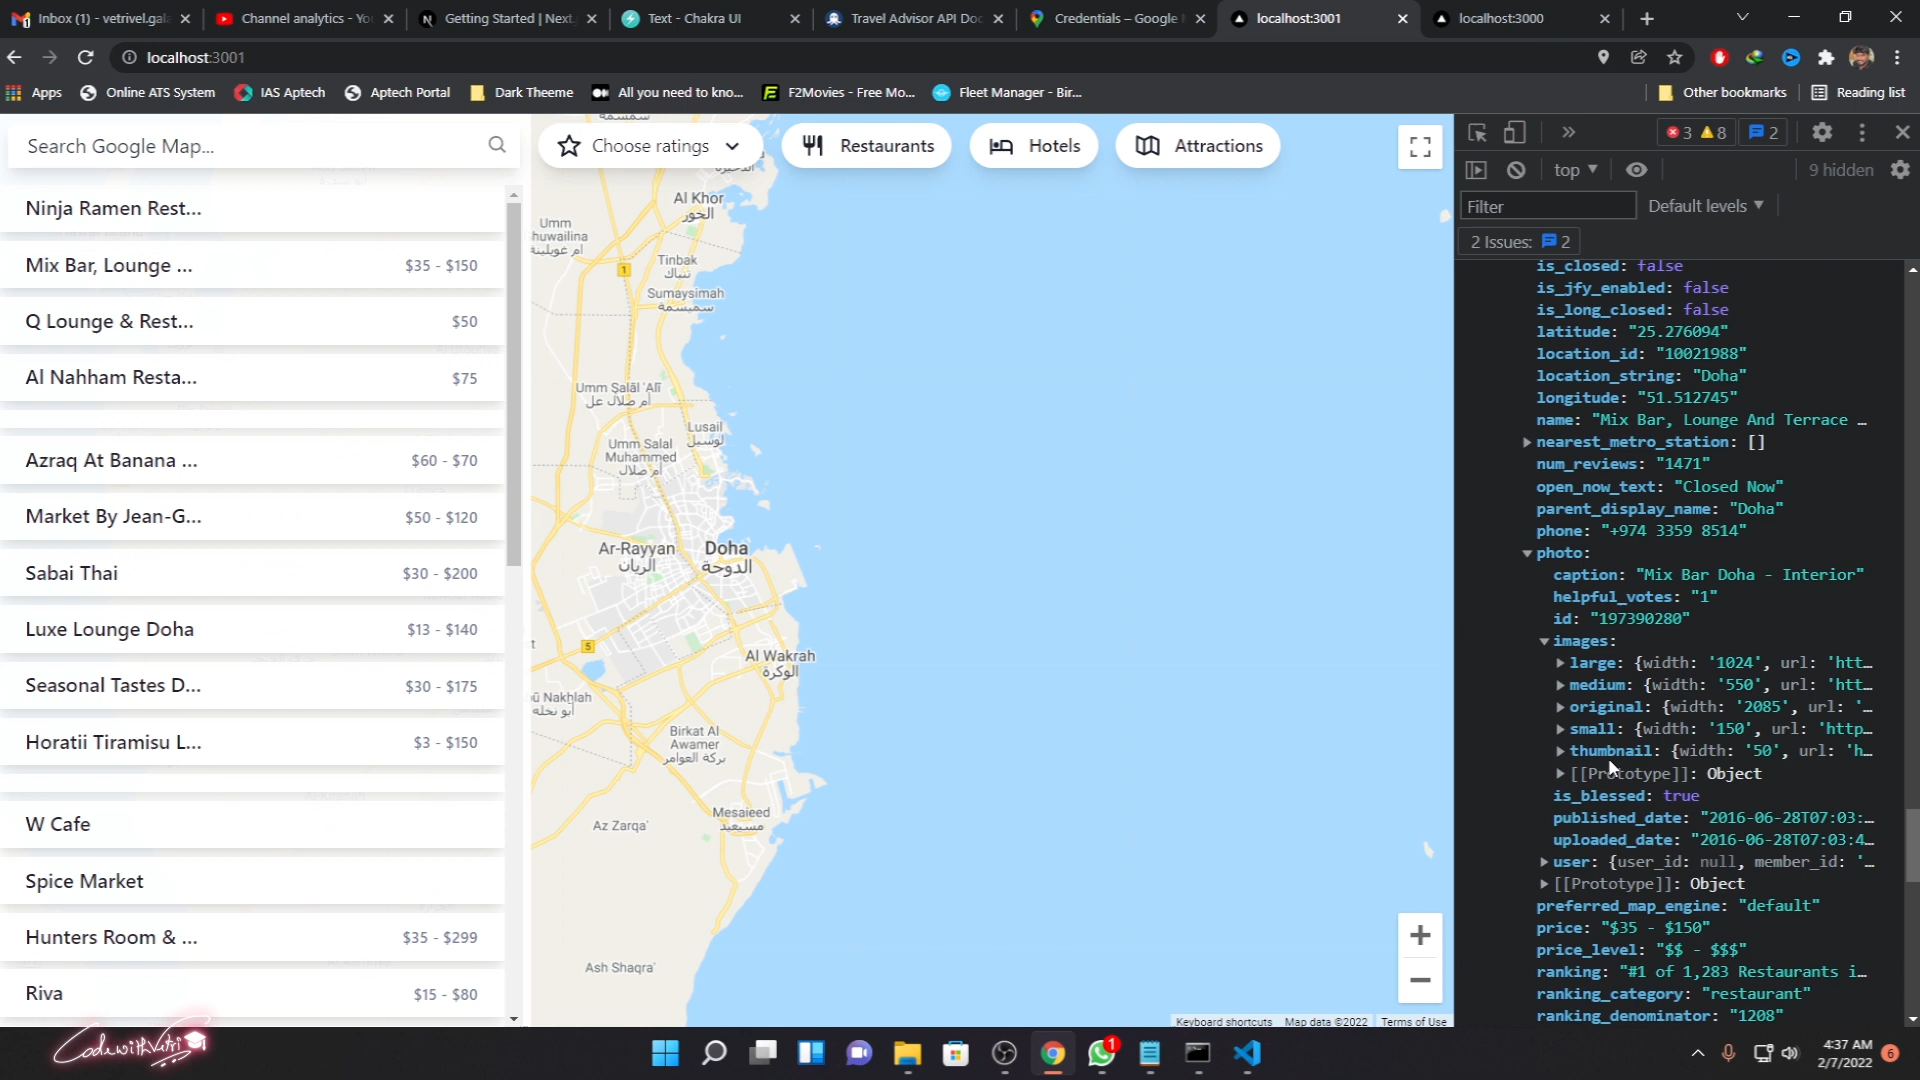 Inbox (1) - vetrivel.gala
Channel analytics - Yo
Getting Started | Next.
Text - Chakra UI
Travel Advisor API Doc
Credentials – Google
localhost:3001
localhost:3000
localhost:3001
Apps
Online ATS System
IAS Aptech
Aptech Portal
Dark Theeme
All you need to kno...
F2Movies - Free Mo...
Fleet Manager - Bir...
Other bookmarks
Reading list
Search Google Map...
Choose ratings
Restaurants
Hotels
Attractions
Ninja Ramen Rest...
Mix Bar, Lounge ... $35 - $150
Q Lounge & Rest... $50
Al Nahham Resta... $75
Azraq At Banana ... $60 - $70
Market By Jean-G... $50 - $120
Sabai Thai $30 - $200
Luxe Lounge Doha $13 - $140
Seasonal Tastes D... $30 - $175
Horatii Tiramisu L... $3 - $150
W Cafe
Spice Market
Hunters Room & ... $35 - $299
Riva $15 - $80
Al Khor
الخور
Umm
huwailina
أم غويلينة
1
Tinbak
تنباك
Sumaysimah
سميسمة
Umm Şalāl 'Alī
أم صلال علي
Lusail
لوسيل
Umm Salal
Muhammed
أم صلال
Ar-Rayyan
الريان
Doha
الدوحة
5
Al Wakrah
الوكرة
ū Nakhlah
أبو نخلة
Birkat Al
Awamer
بركة العوامر
Mesaieed
مسيعيد
Az Zarqa'
Ash Shaqra'
Keyboard shortcuts
Map data ©2022
Terms of Use
3 8 2
top
9 hidden
Filter
Default levels
2 Issues: 2
is_closed: false
is_jfy_enabled: false
is_long_closed: false
latitude: "25.276094"
location_id: "10021988"
location_string: "Doha"
longitude: "51.512745"
name: "Mix Bar, Lounge And Terrace …
nearest_metro_station: []
num_reviews: "1471"
open_now_text: "Closed Now"
parent_display_name: "Doha"
phone: "+974 3359 8514"
photo:
caption: "Mix Bar Doha - Interior"
helpful_votes: "1"
id: "197390280"
images:
large: {width: '1024', url: 'htt…
medium: {width: '550', url: 'htt…
original: {width: '2085', url: '…
small: {width: '150', url: 'http…
thumbnail: {width: '50', url: 'h…
[[Prototype]]: Object
is_blessed: true
published_date: "2016-06-28T07:03:…
uploaded_date: "2016-06-28T07:03:4…
user: {user_id: null, member_id: '…
[[Prototype]]: Object
preferred_map_engine: "default"
price: "$35 - $150"
price_level: "$$ - $$$"
ranking: "#1 of 1,283 Restaurants i…
ranking_category: "restaurant"
ranking_denominator: "1208"
Codewithvetri
1
4:37 AM
2/7/2022
6